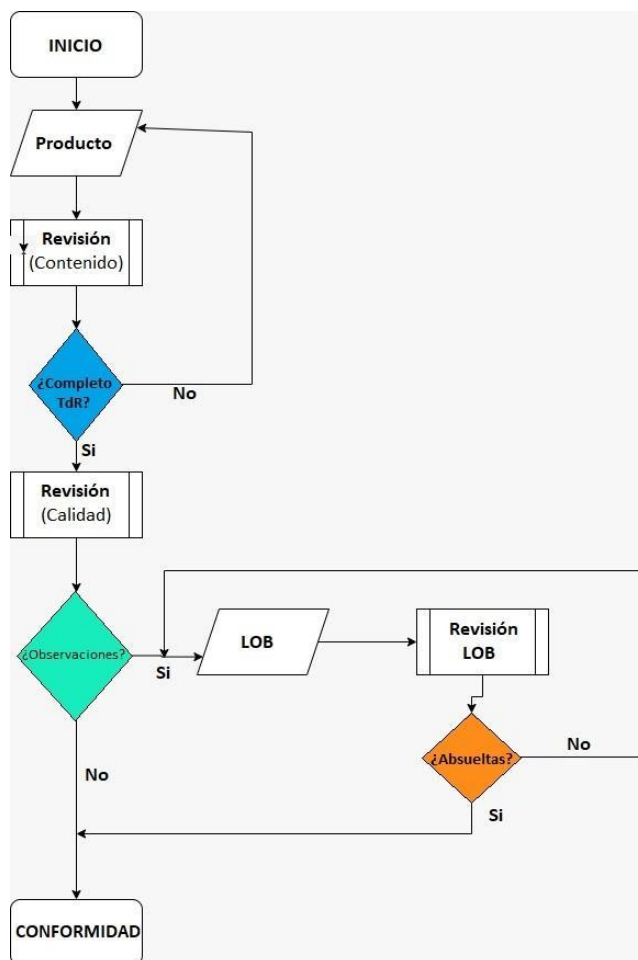 INICIO
Producto
Revisión
(Contenido)
¿Completo
TdR?
No
Si
Revisión
(Calidad)
¿Observaciones?
Si
LOB
Revisión
LOB
¿Absueltas?
No
No
Si
CONFORMIDAD